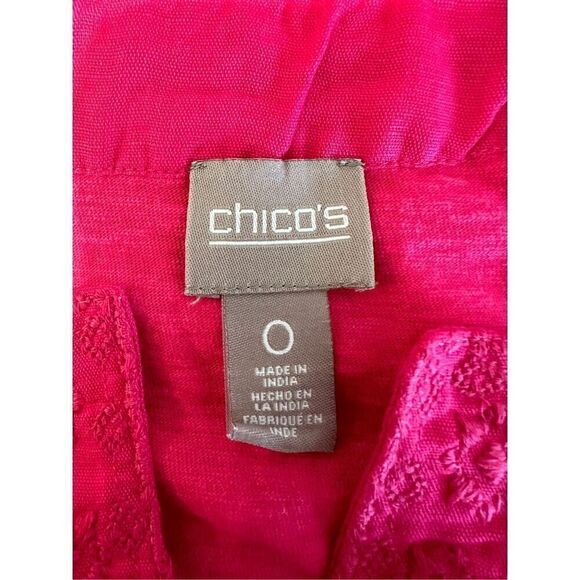 chico's
0
MADE IN
INDIA
HECHO EN
LA INDIA
FABRIQUÉ EN
INDE